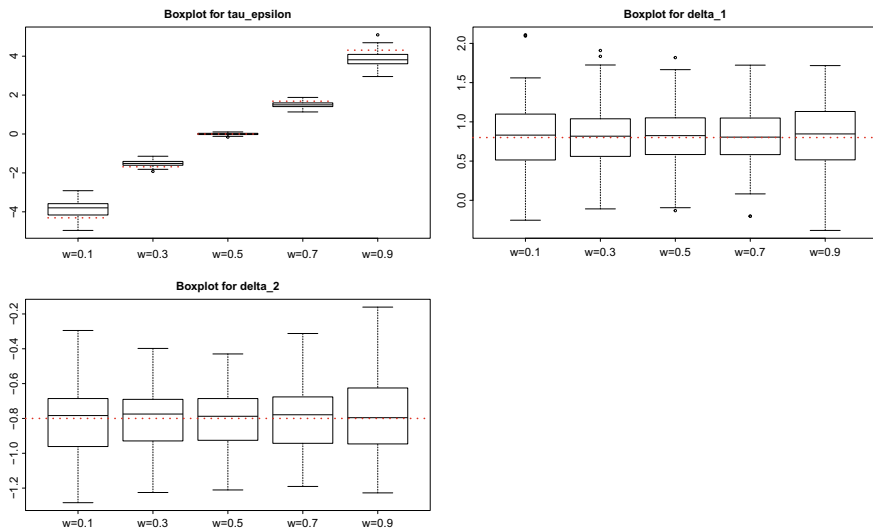 Boxplot for tau_epsilon
4
2
0
−2
−4
w=0.1 w=0.3 w=0.5 w=0.7 w=0.9
Boxplot for delta_1
2.0
1.5
1.0
0.5
0.0
w=0.1 w=0.3 w=0.5 w=0.7 w=0.9
Boxplot for delta_2
−0.2
−0.4
−0.6
−0.8
−1.0
−1.2
w=0.1 w=0.3 w=0.5 w=0.7 w=0.9